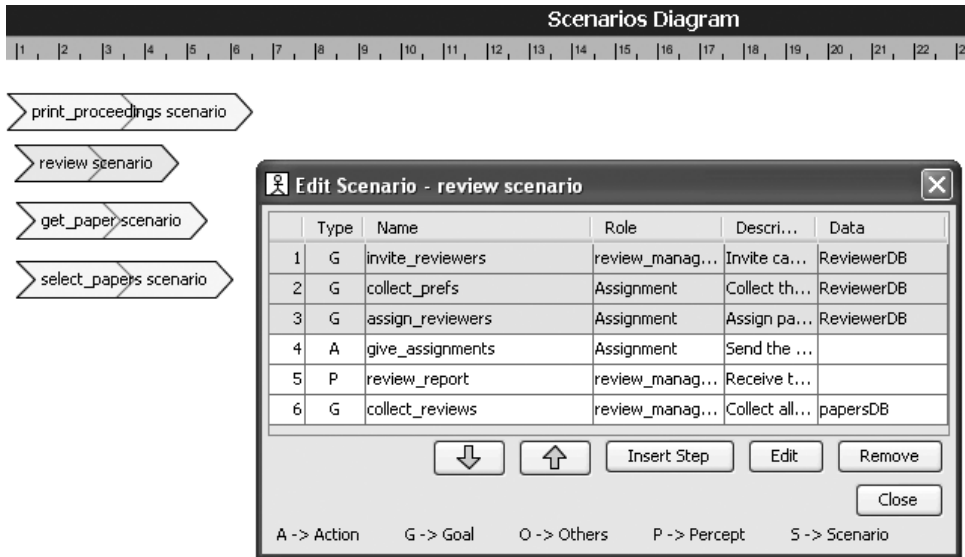 Scenarios Diagram
1 2 3 4 5 6 7 8 9 10 11 12 13 14 15 16 17 18 19 20 21 22 2
print_proceedings scenario
review scenario
get_paper scenario
select_papers scenario
Edit Scenario - review scenario
Type Name Role Descri... Data
1 G invite_reviewers review_manag... Invite ca... ReviewerDB
2 G collect_prefs Assignment Collect th... ReviewerDB
3 G assign_reviewers Assignment Assign pa... ReviewerDB
4 A give_assignments Assignment Send the ...
5 P review_report review_manag... Receive t...
6 G collect_reviews review_manag... Collect all... papersDB
Insert Step Edit Remove
Close
A -> Action G -> Goal O -> Others P -> Percept S -> Scenario